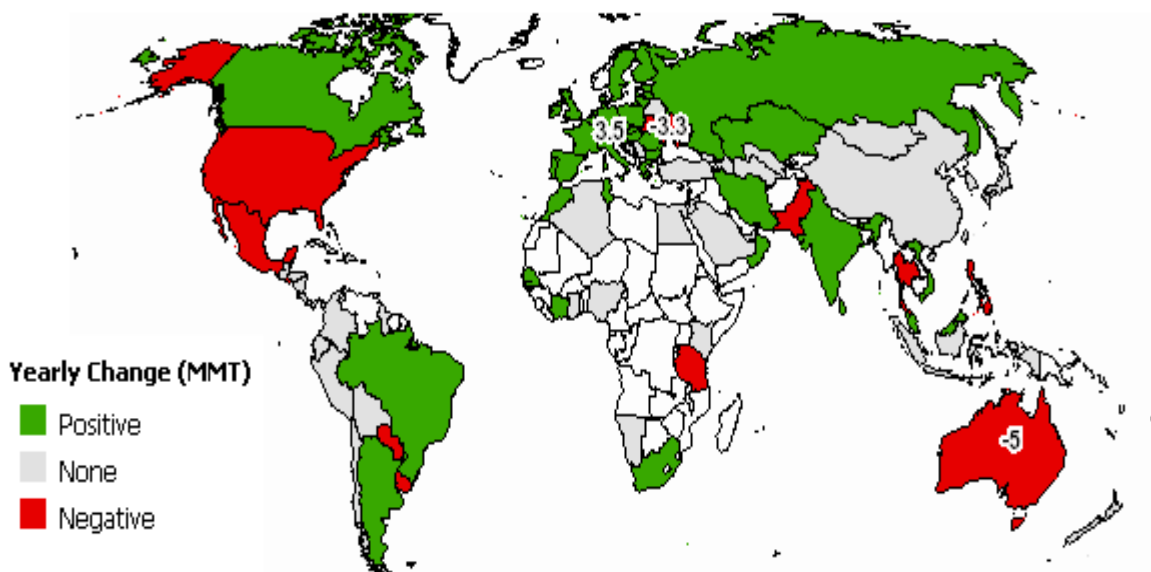 3.5
-3.3
-5
Yearly Change (MMT)
Positive
None
Negative